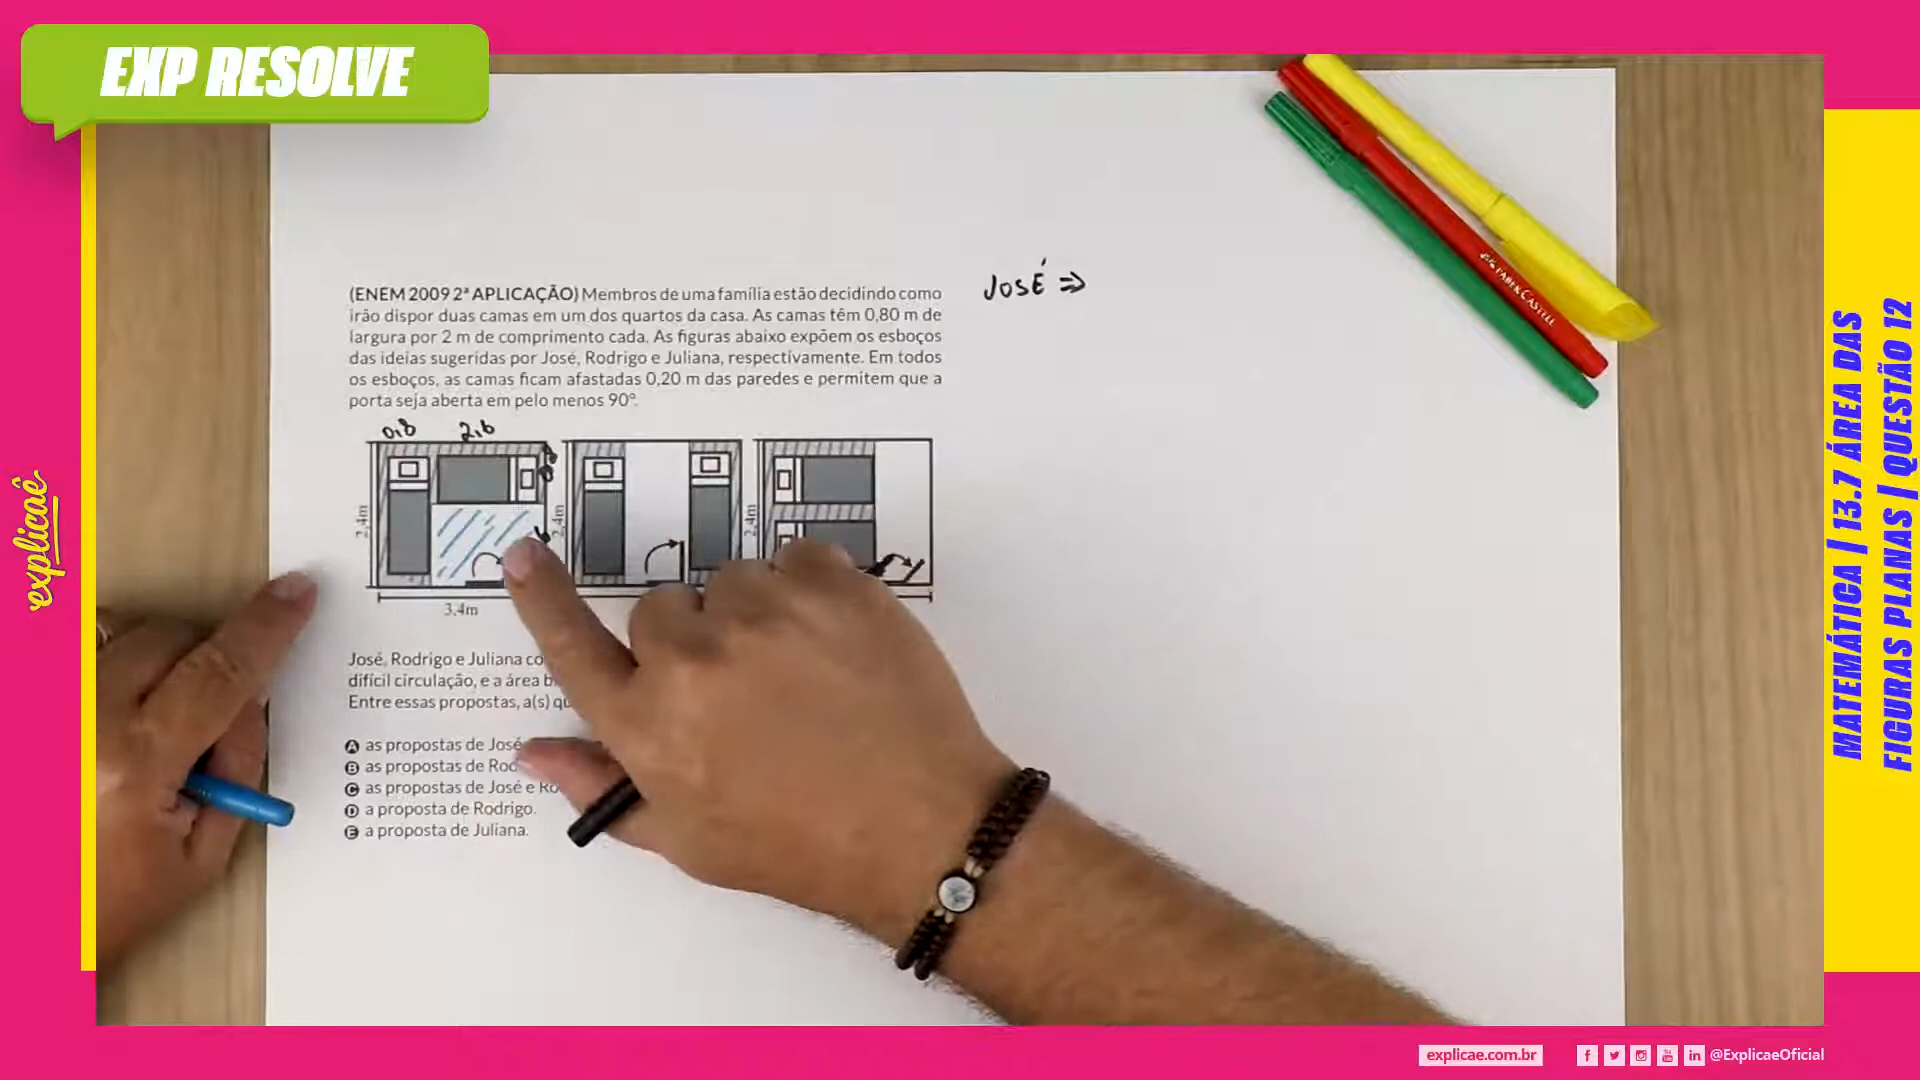 EXP RESOLVE
JOSÉ ⇒
(ENEM 2009 2ª APLICAÇÃO) Membros de uma família estão decidindo como
irão dispor duas camas em um dos quartos da casa. As camas têm 0,80 m de
largura por 2 m de comprimento cada. As figuras abaixo expõem os esboços
das ideias sugeridas por José, Rodrigo e Juliana, respectivamente. Em todos
os esboços, as camas ficam afastadas 0,20 m das paredes e permitem que a
porta seja aberta em pelo menos 90°.
0,8 2,6
2,4m 2,4m 2,4m
3,4m
José, Rodrigo e Juliana
difícil circulação, e a área
Entre essas propostas, a(s)
A as propostas de José
B as propostas de
C as propostas de José e
D a proposta de Rodrigo.
E a proposta de Juliana.
FABER-CASTELL
explicaê
MATEMÁTICA | 13.7 ÁREA DAS
FIGURAS PLANAS | QUESTÃO 12
explicae.com.br
@ExplicaeOficial